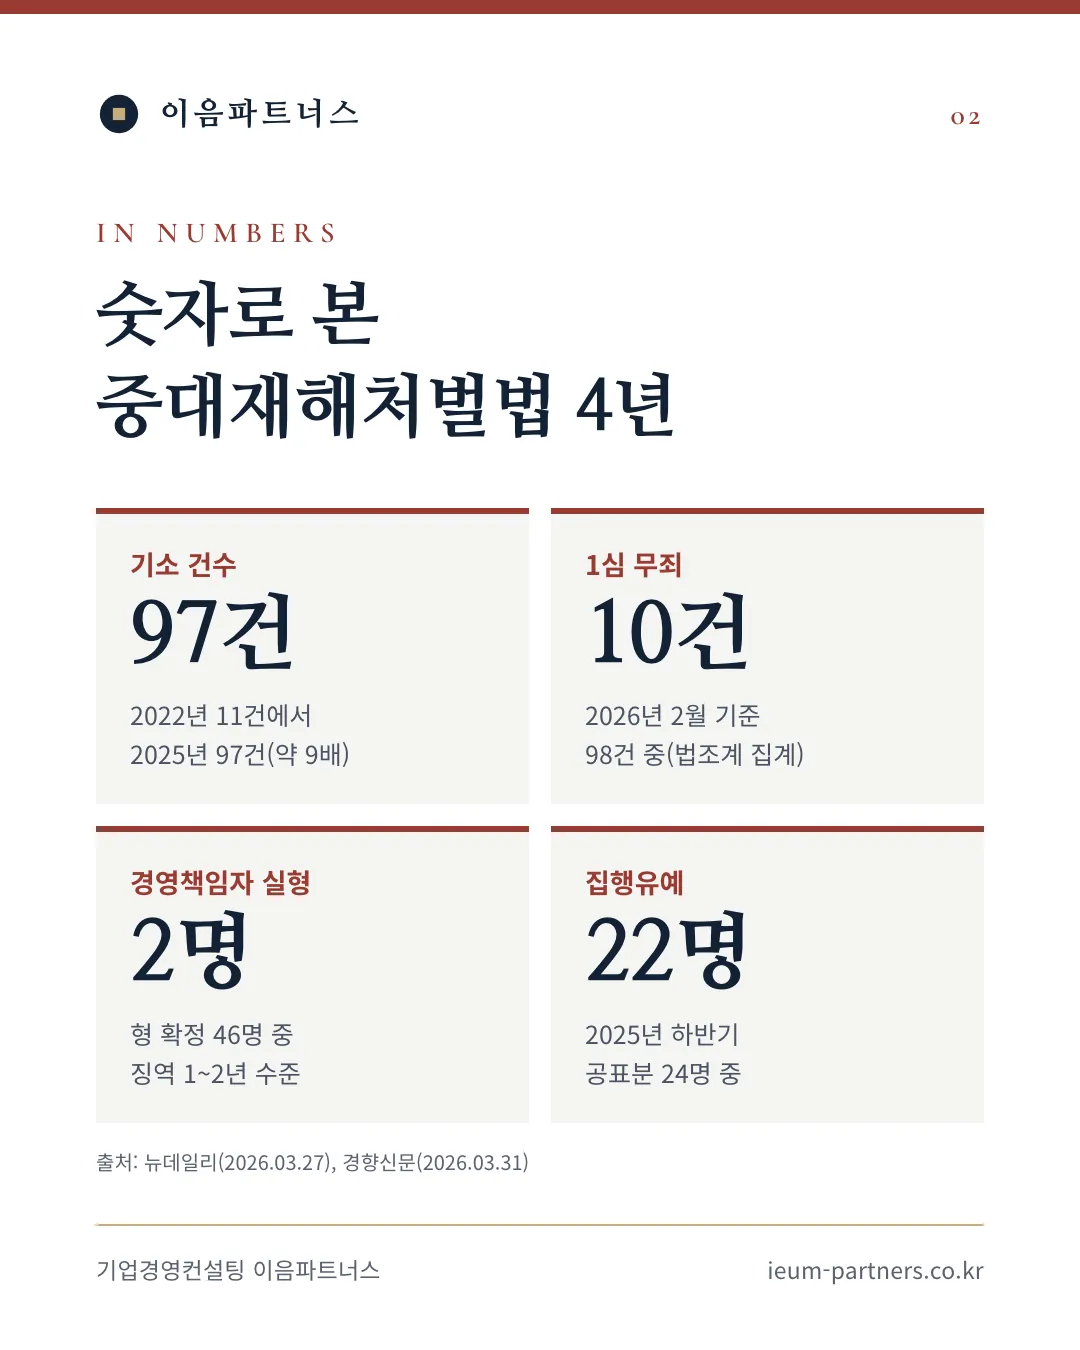 이음파트너스
02
IN NUMBERS
숫자로 본
중대재해처벌법 4년
기소 건수
97건
2022년 11건에서
2025년 97건(약 9배)
1심 무죄
10건
2026년 2월 기준
98건 중(법조계 집계)
경영책임자 실형
2명
형 확정 46명 중
징역 1~2년 수준
집행유예
22명
2025년 하반기
공표분 24명 중
출처: 뉴데일리(2026.03.27), 경향신문(2026.03.31)
기업경영컨설팅 이음파트너스
ieum-partners.co.kr